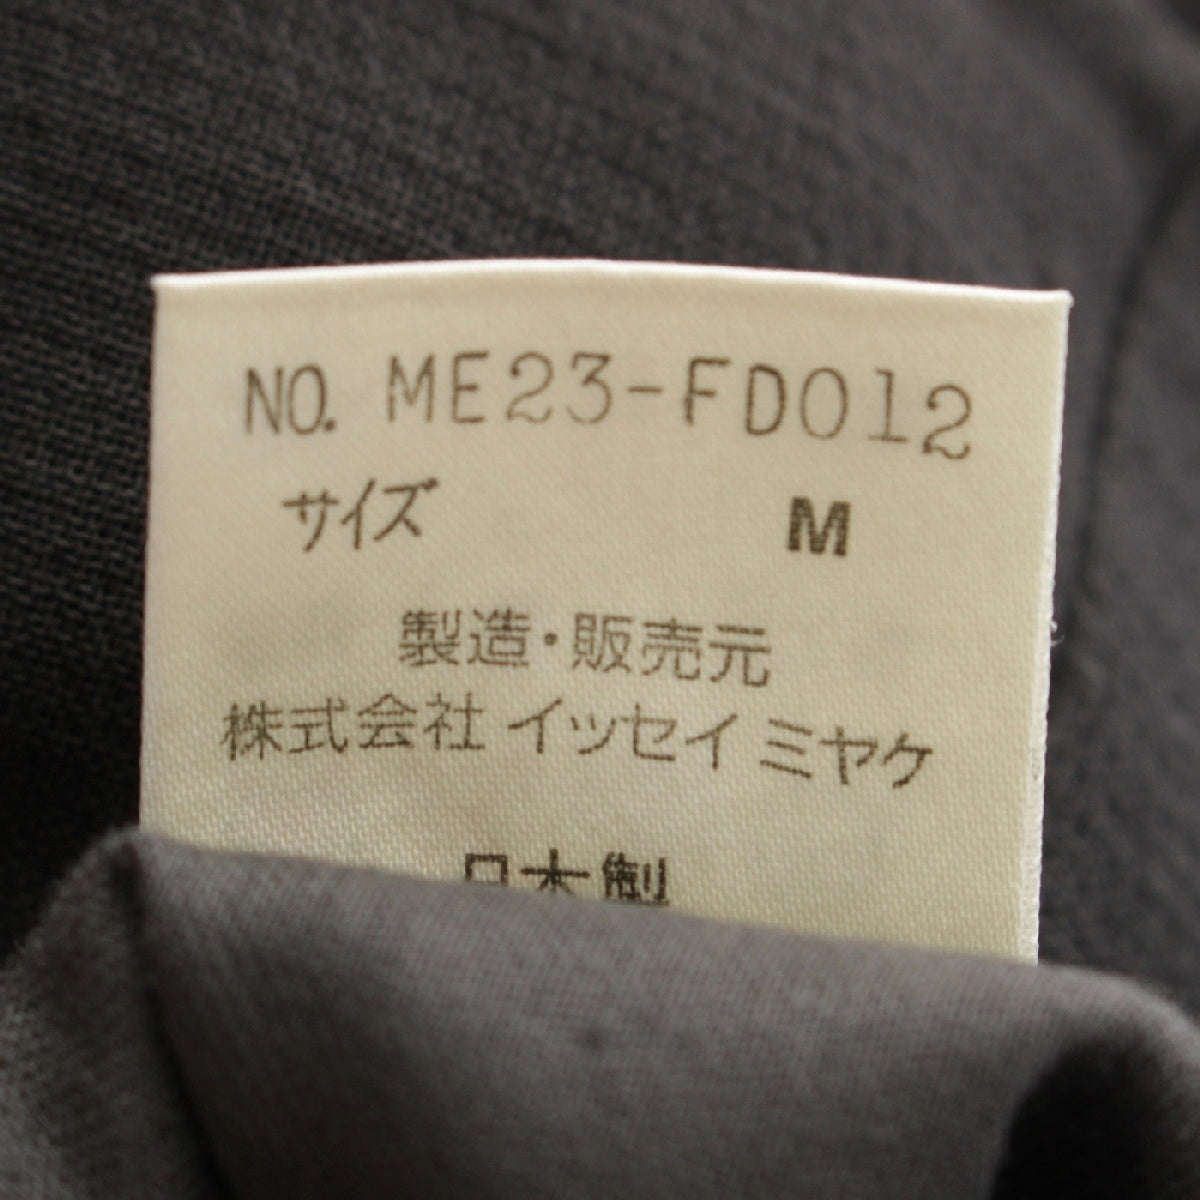 NO. ME23-FD012
サイズ M
製造・販売元
株式会社 イッセイ ミヤケ
日本製